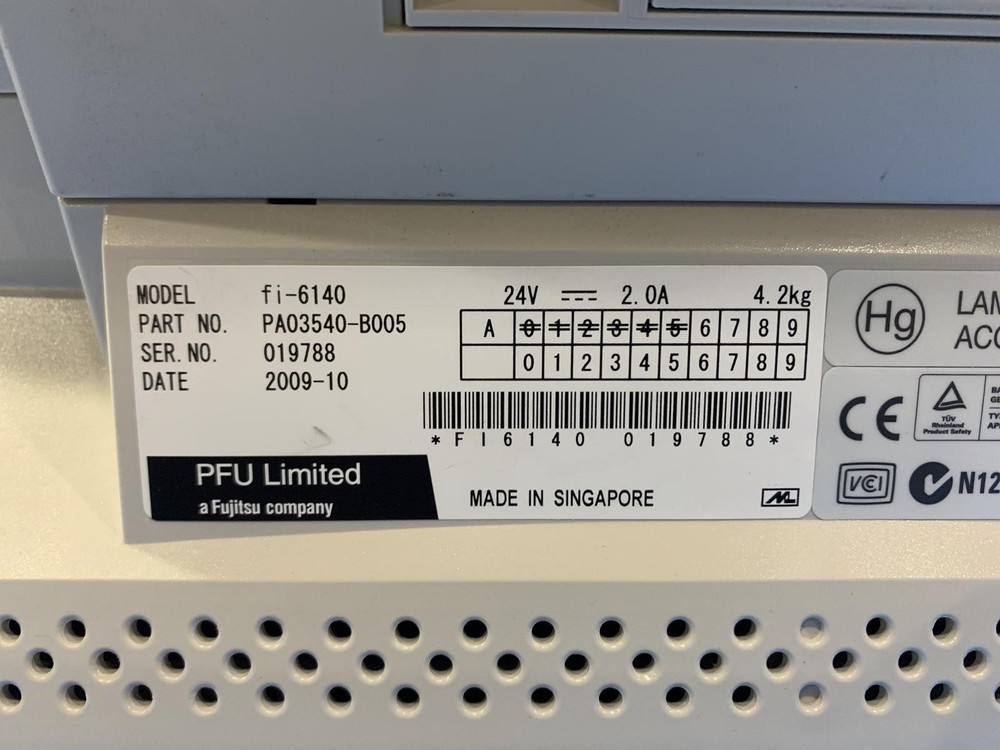 MODEL fi-6140 24V ⎓ 2.0A 4.2kg
PART NO. PA03540-B005
SER.NO. 019788
DATE 2009-10
A 0 1 2 3 4 5 6 7 8 9
0 1 2 3 4 5 6 7 8 9
*FI6140 019788*
PFU Limited
a Fujitsu company
MADE IN SINGAPORE
Hg
CE
TÜV
Rheinland
Product Safety
VCI
N12